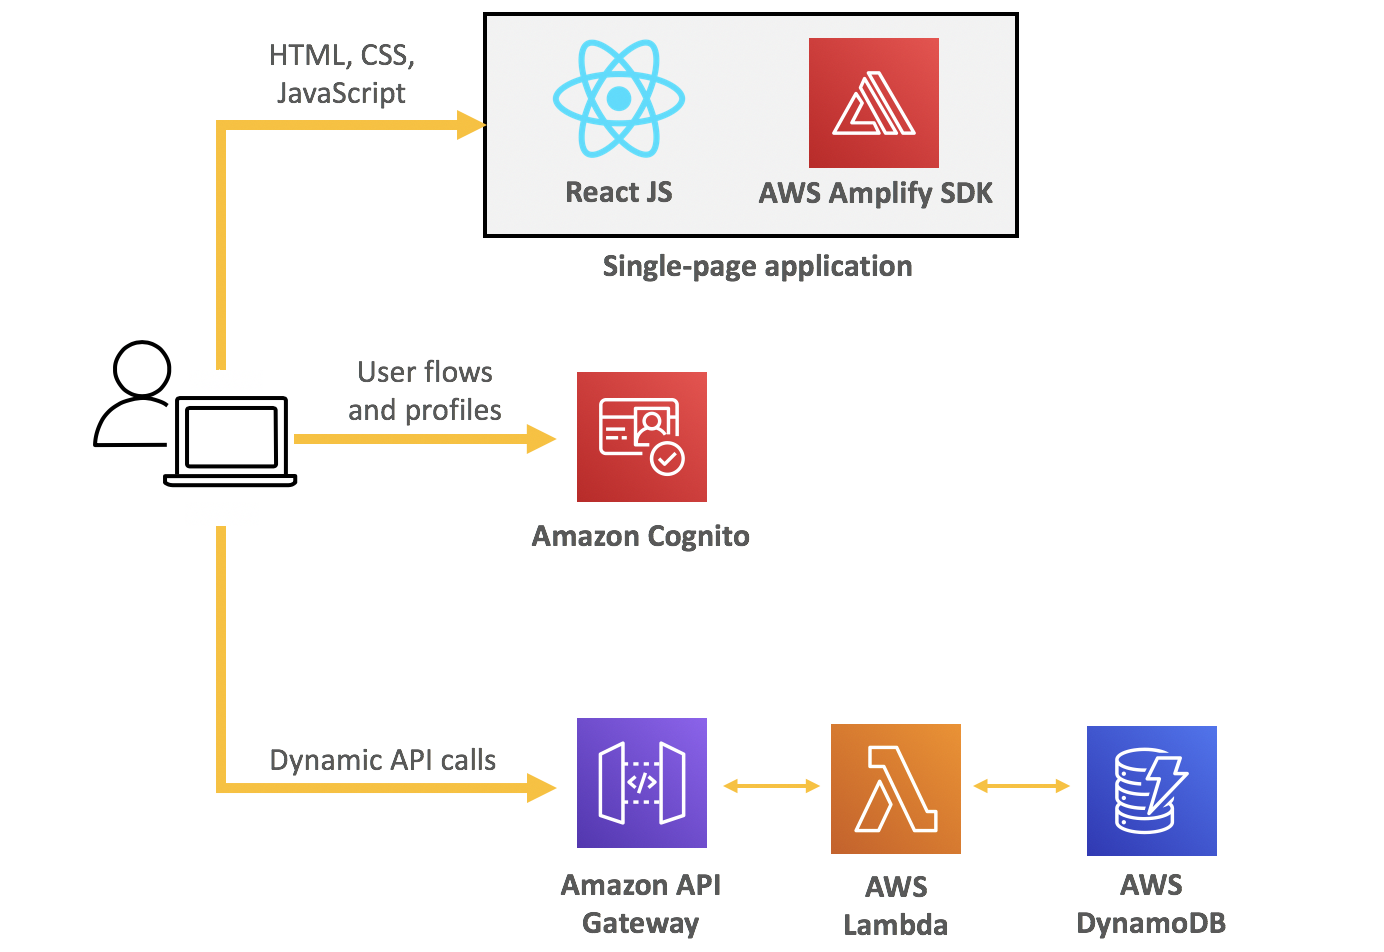 HTML, CSS,
JavaScript
React JS
AWS Amplify SDK
Single-page application
User flows
and profiles
Amazon Cognito
Dynamic API calls
</>
Amazon API
Gateway
AWS
Lambda
AWS
DynamoDB